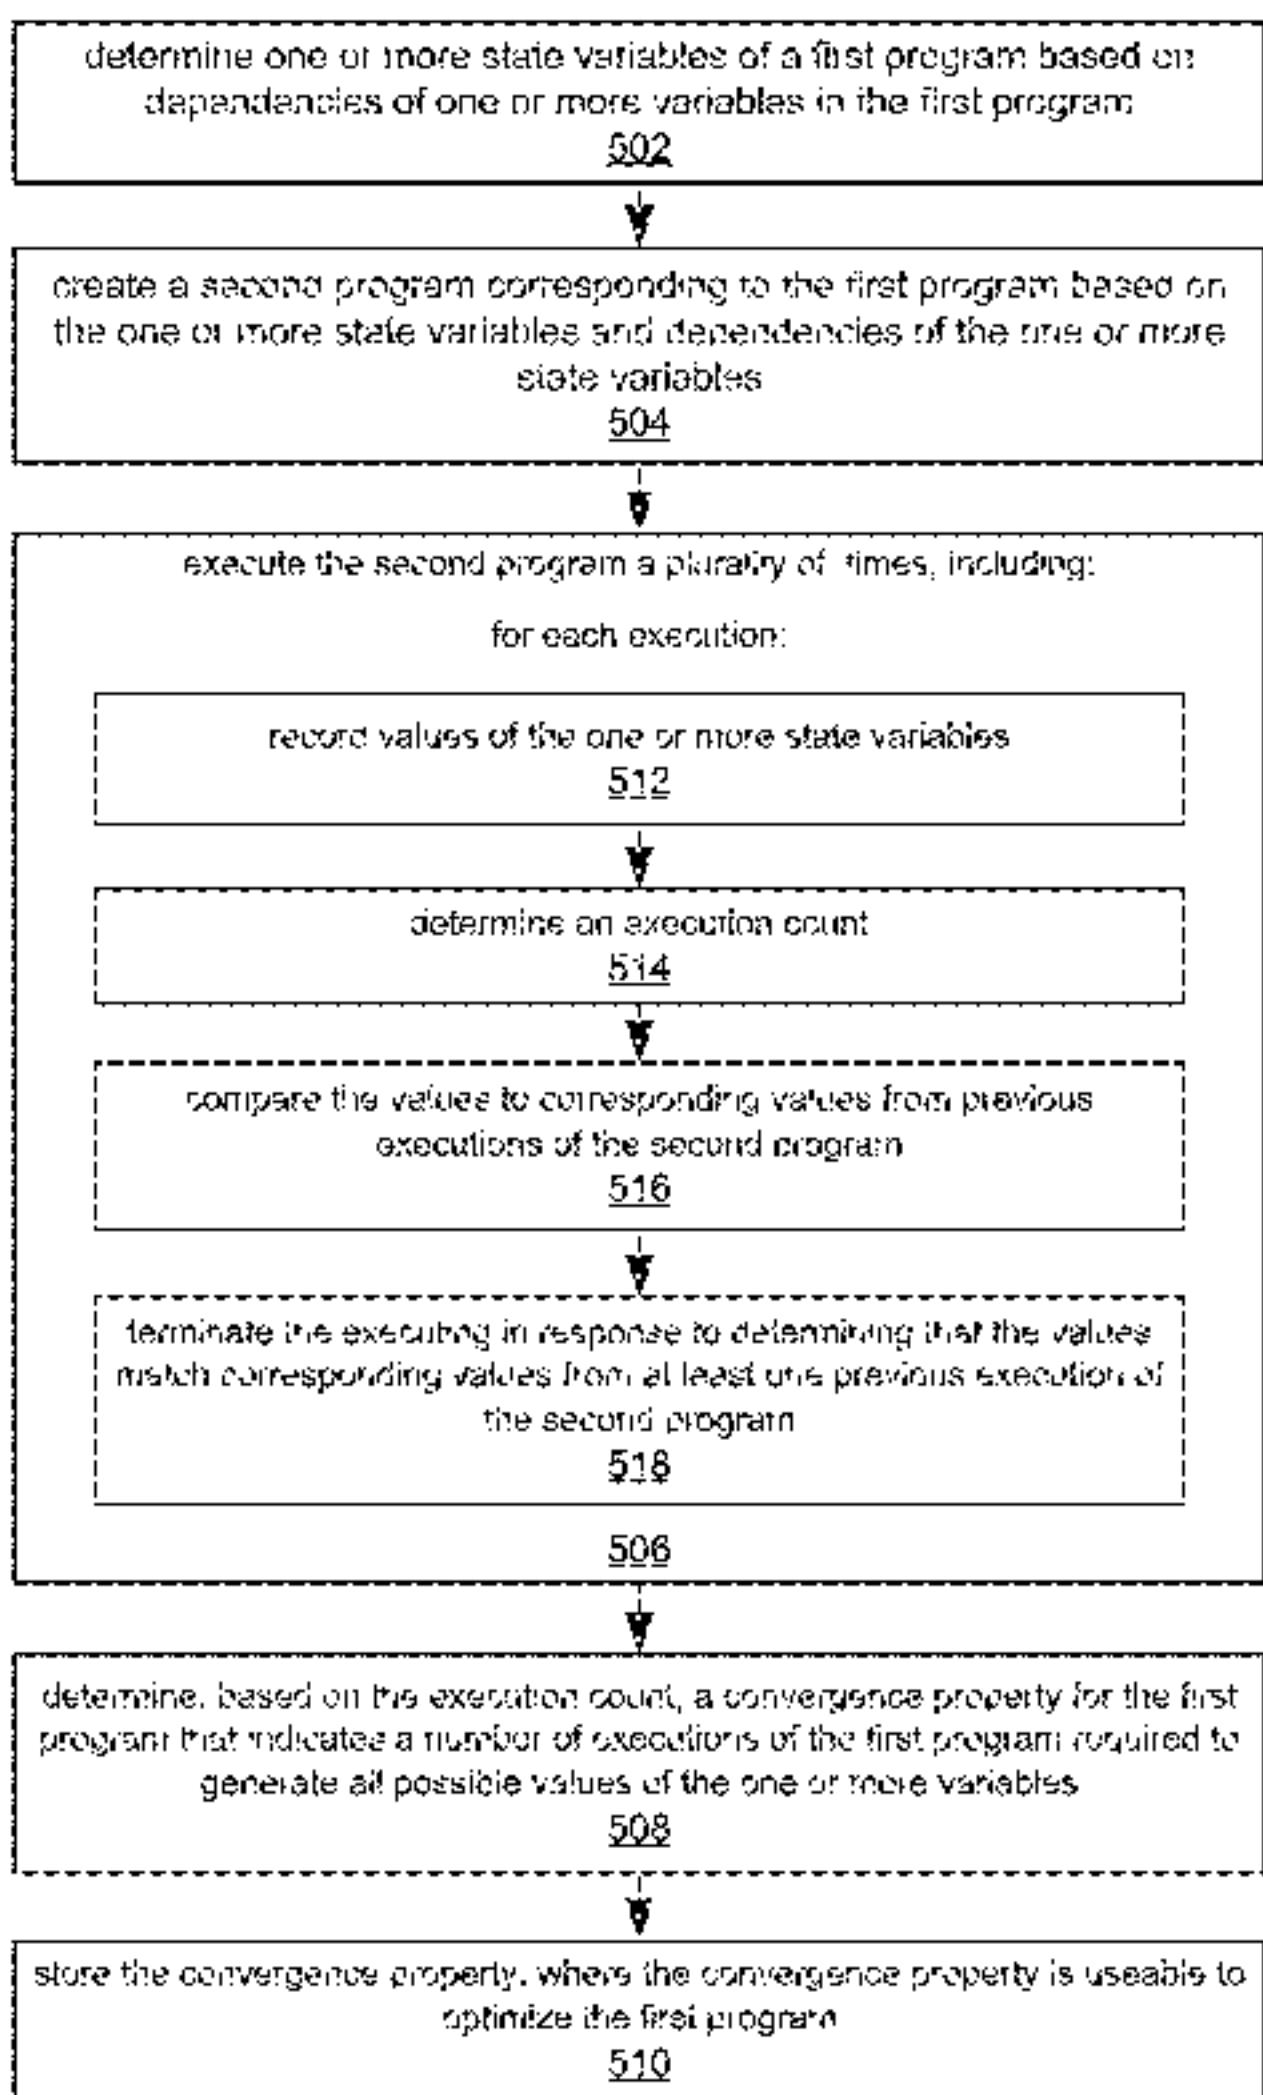 determine one or more state variables of a first program based on
dependencies of one or more variables in the first program
502
create a second program corresponding to the first program based on
the one or more state variables and dependencies of the one or more
state variables
504
execute the second program a plurality of times, including:
for each execution:
record values of the one or more state variables
512
determine an execution count
514
compare the values to corresponding values from previous
executions of the second program
516
terminate the executing in response to determining that the values
match corresponding values from at least one previous execution of
the second program
518
506
determine, based on the execution count, a convergence property for the first
program that indicates a number of executions of the first program required to
generate all possible values of the one or more variables
508
store the convergence property, where the convergence property is useable to
optimize the first program
510